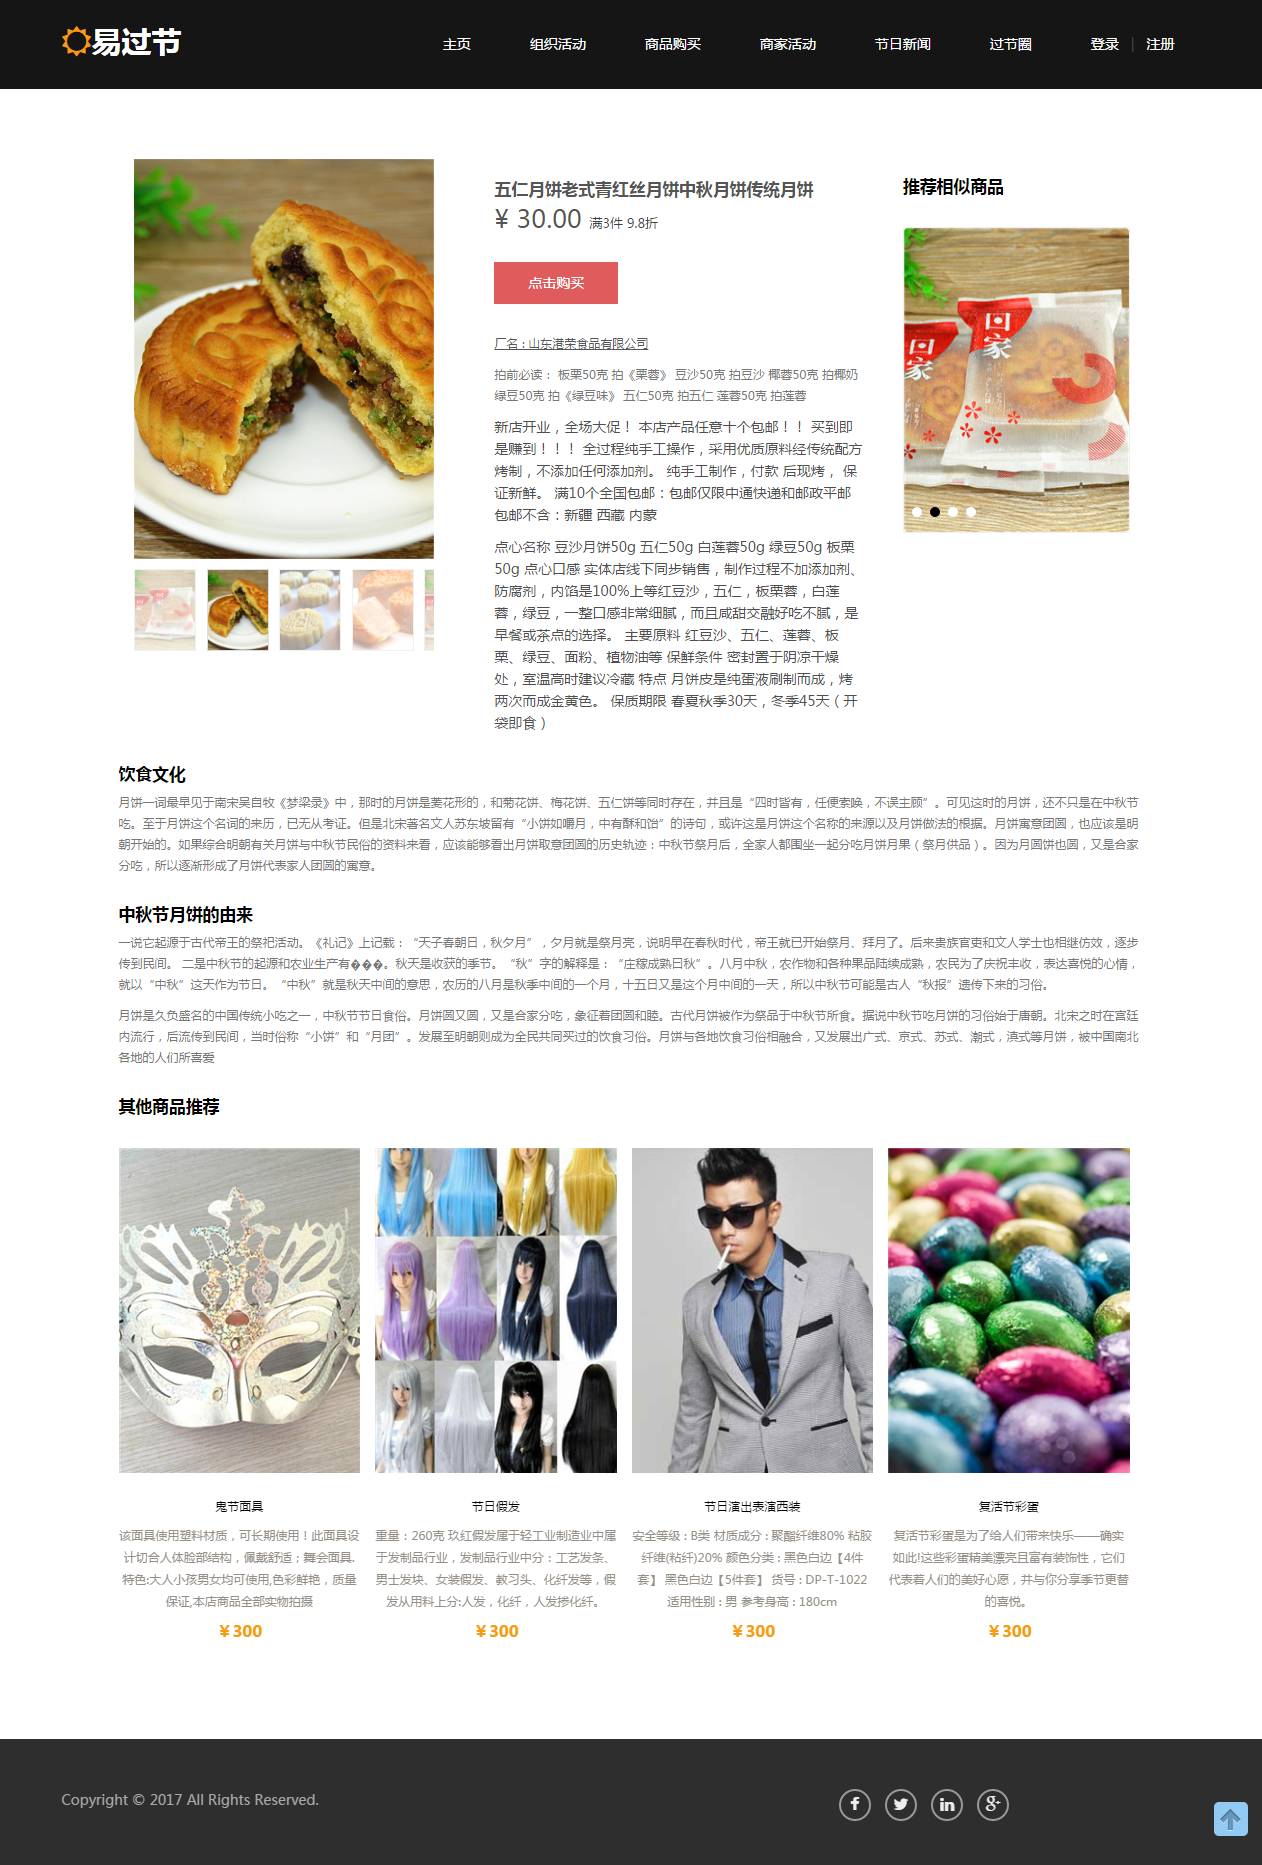 易过节
主页 组织活动 商品购买 商家活动 节日新闻 过节圈 登录 | 注册
五仁月饼老式青红丝月饼中秋月饼传统月饼
¥ 30.00 满3件 9.8折
点击购买
厂名 : 山东港荣食品有限公司
拍前必读： 板栗50克 拍《栗蓉》 豆沙50克 拍豆沙 椰蓉50克 拍椰奶
绿豆50克 拍《绿豆味》 五仁50克 拍五仁 莲蓉50克 拍莲蓉
新店开业，全场大促！ 本店产品任意十个包邮！！ 买到即
是赚到！！！ 全过程纯手工操作，采用优质原料经传统配方
烤制，不添加任何添加剂。 纯手工制作，付款 后现烤， 保
证新鲜。 满10个全国包邮：包邮仅限中通快递和邮政平邮
包邮不含：新疆 西藏 内蒙
点心名称 豆沙月饼50g 五仁50g 白莲蓉50g 绿豆50g 板栗
50g 点心口感 实体店线下同步销售，制作过程不加添加剂、
防腐剂，内馅是100%上等红豆沙，五仁，板栗蓉，白莲
蓉，绿豆，一整口感非常细腻，而且咸甜交融好吃不腻，是
早餐或茶点的选择。 主要原料 红豆沙、五仁、莲蓉、板
栗、绿豆、面粉、植物油等 保鲜条件 密封置于阴凉干燥
处，室温高时建议冷藏 特点 月饼皮是纯蛋液刷制而成，烤
两次而成金黄色。 保质期限 春夏秋季30天，冬季45天（开
袋即食）
推荐相似商品
回家
饮食文化
月饼一词最早见于南宋吴自牧《梦梁录》中，那时的月饼是菱花形的，和菊花饼、梅花饼、五仁饼等同时存在，并且是“四时皆有，任便索唤，不误主顾”。可见这时的月饼，还不只是在中秋节
吃。至于月饼这个名词的来历，已无从考证。但是北宋著名文人苏东坡留有“小饼如嚼月，中有酥和饴”的诗句，或许这是月饼这个名称的来源以及月饼做法的根据。月饼寓意团圆，也应该是明
朝开始的。如果综合明朝有关月饼与中秋节民俗的资料来看，应该能够看出月饼取意团圆的历史轨迹：中秋节祭月后，全家人都围坐一起分吃月饼月果（祭月供品）。因为月圆饼也圆，又是合家
分吃，所以逐渐形成了月饼代表家人团圆的寓意。
中秋节月饼的由来
一说它起源于古代帝王的祭祀活动。《礼记》上记载：“天子春朝日，秋夕月”，夕月就是祭月亮，说明早在春秋时代，帝王就已开始祭月、拜月了。后来贵族官吏和文人学士也相继仿效，逐步
传到民间。 二是中秋节的起源和农业生产有���。秋天是收获的季节。“秋”字的解释是：“庄稼成熟曰秋”。八月中秋，农作物和各种果品陆续成熟，农民为了庆祝丰收，表达喜悦的心情，
就以“中秋”这天作为节日。“中秋”就是秋天中间的意思，农历的八月是秋季中间的一个月，十五日又是这个月中间的一天，所以中秋节可能是古人“秋报”遗传下来的习俗。
月饼是久负盛名的中国传统小吃之一，中秋节节日食俗。月饼圆又圆，又是合家分吃，象征着团圆和睦。古代月饼被作为祭品于中秋节所食。据说中秋节吃月饼的习俗始于唐朝。北宋之时在宫廷
内流行，后流传到民间，当时俗称“小饼”和“月团”。发展至明朝则成为全民共同买过的饮食习俗。月饼与各地饮食习俗相融合，又发展出广式、京式、苏式、潮式，滇式等月饼，被中国南北
各地的人们所喜爱
其他商品推荐
鬼节面具
该面具使用塑料材质，可长期使用！此面具设
计切合人体脸部结构，佩戴舒适；舞会面具.
特色:大人小孩男女均可使用,色彩鲜艳，质量
保证,本店商品全部实物拍摄
¥300
节日假发
重量：260克 玖红假发属于轻工业制造业中属
于发制品行业，发制品行业中分：工艺发条、
男士发块、女装假发、教习头、化纤发等，假
发从用料上分:人发，化纤，人发掺化纤。
¥300
节日演出表演西装
安全等级 : B类 材质成分 : 聚酯纤维80% 粘胶
纤维(粘纤)20% 颜色分类 : 黑色白边【4件
套】 黑色白边【5件套】 货号 : DP-T-1022
适用性别 : 男 参考身高 : 180cm
¥300
复活节彩蛋
复活节彩蛋是为了给人们带来快乐——确实
如此!这些彩蛋精美漂亮且富有装饰性，它们
代表着人们的美好心愿，并与你分享季节更替
的喜悦。
¥300
Copyright © 2017 All Rights Reserved.